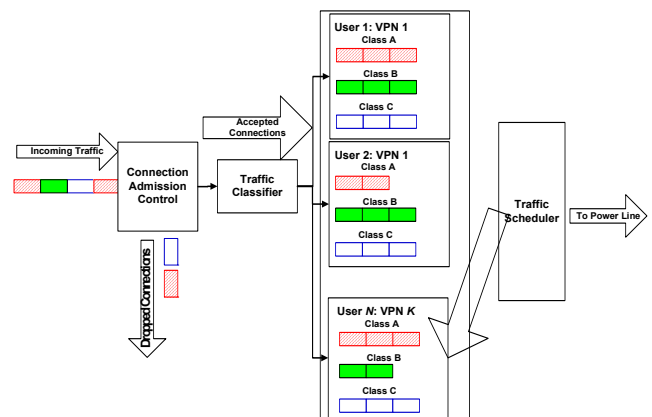 User 1: VPN 1
Class A
Class B
Class C
Accepted
Connections
Incoming Traffic
Connection
Admission
Control
Traffic
Classifier
User 2: VPN 1
Class A
Class B
Class C
Traffic
Scheduler
To Power Line
Dropped Connections
User N: VPN K
Class A
Class B
Class C